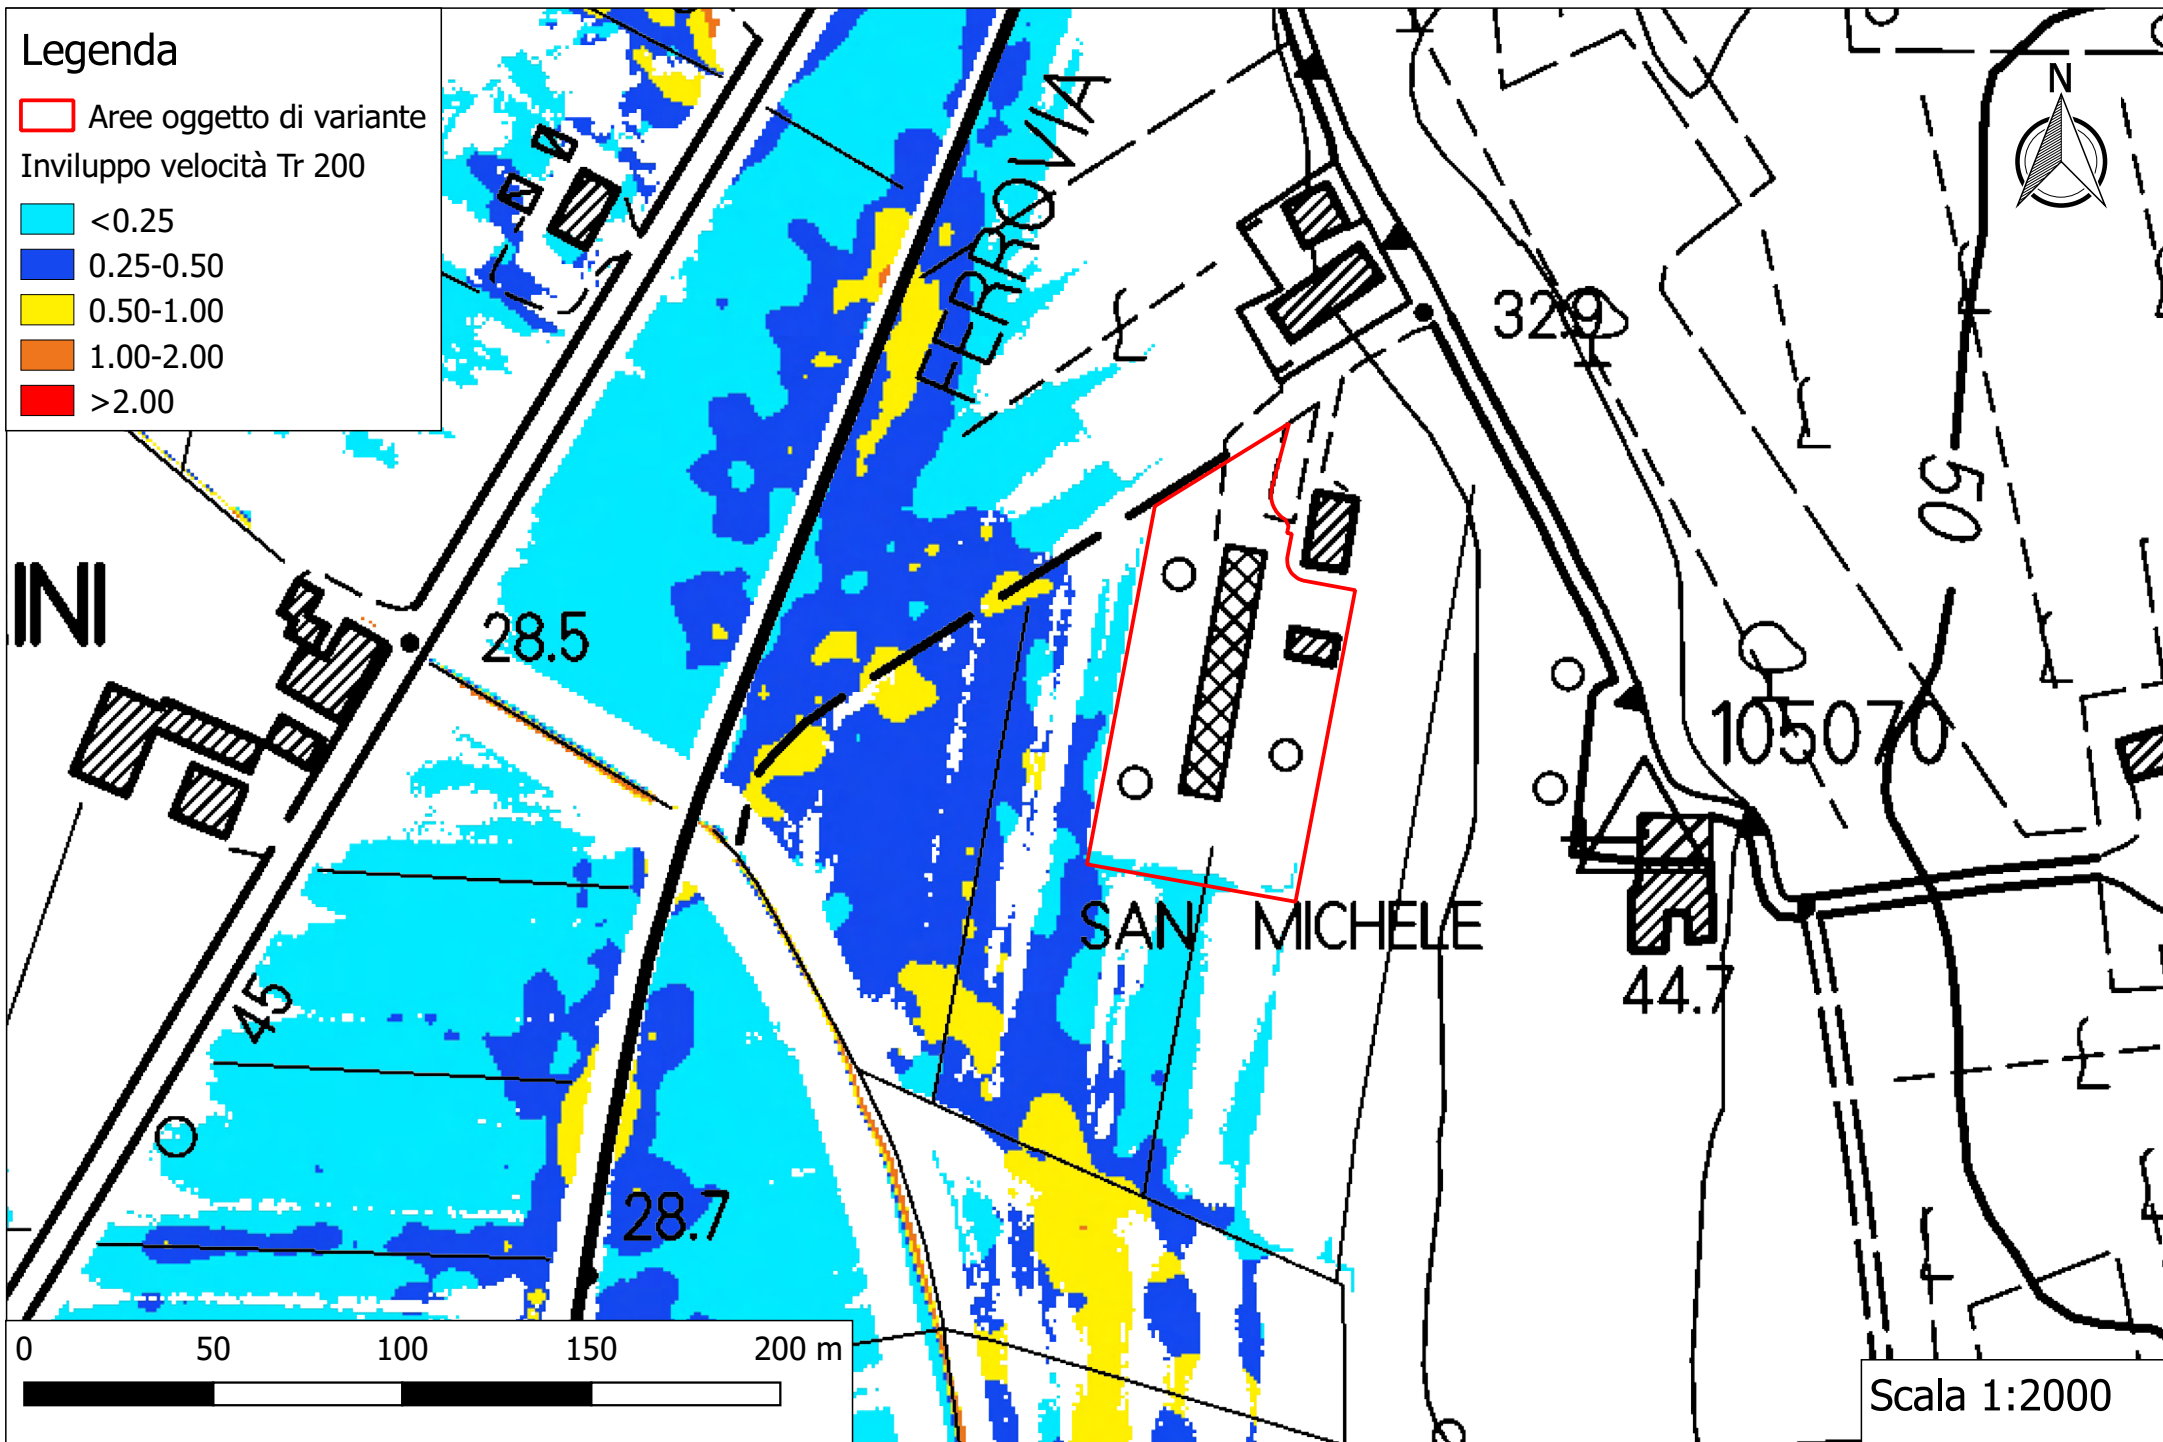 Legenda
Aree oggetto di variante
Inviluppo velocità Tr 200
<0.25
0.25-0.50
0.50-1.00
1.00-2.00
>2.00
N
FERROVIA
32.9
50
INI
28.5
105070
SAN MICHELE
45
44.7
28.7
0 50 100 150 200 m
Scala 1:2000